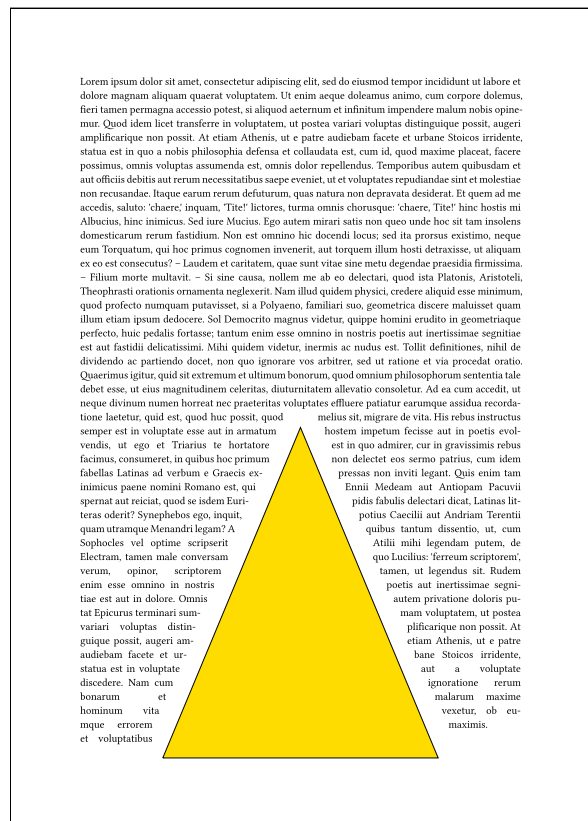 Lorem ipsum dolor sit amet, consectetur adipiscing elit, sed do eiusmod tempor incididunt ut labore et
dolore magnam aliquam quaerat voluptatem. Ut enim aeque doleamus animo, cum corpore dolemus,
fieri tamen permagna accessio potest, si aliquod aeternum et infinitum impendere malum nobis opine-
mur. Quod idem licet transferre in voluptatem, ut postea variari voluptas distinguique possit, augeri
amplificarique non possit. At etiam Athenis, ut e patre audiebam facete et urbane Stoicos irridente,
statua est in quo a nobis philosophia defensa et collaudata est, cum id, quod maxime placeat, facere
possimus, omnis voluptas assumenda est, omnis dolor repellendus. Temporibus autem quibusdam et
aut officiis debitis aut rerum necessitatibus saepe eveniet, ut et voluptates repudiandae sint et molestiae
non recusandae. Itaque earum rerum defuturum, quas natura non depravata desiderat. Et quem ad me
accedis, saluto: 'chaere,' inquam, 'Tite!' lictores, turma omnis chorusque: 'chaere, Tite!' hinc hostis mi
Albucius, hinc inimicus. Sed iure Mucius. Ego autem mirari satis non queo unde hoc sit tam insolens
domesticarum rerum fastidium. Non est omnino hic docendi locus; sed ita prorsus existimo, neque
eum Torquatum, qui hoc primus cognomen invenerit, aut torquem illum hosti detraxisse, ut aliquam
ex eo est consecutus? – Laudem et caritatem, quae sunt vitae sine metu degendae praesidia firmissima.
– Filium morte multavit. – Si sine causa, nollem me ab eo delectari, quod ista Platonis, Aristoteli,
Theophrasti orationis ornamenta neglexerit. Nam illud quidem physici, credere aliquid esse minimum,
quod profecto numquam putavisset, si a Polyaeno, familiari suo, geometrica discere maluisset quam
illum etiam ipsum dedocere. Sol Democrito magnus videtur, quippe homini erudito in geometriaque
perfecto, huic pedalis fortasse; tantum enim esse omnino in nostris poetis aut inertissimae segnitiae
est aut fastidii delicatissimi. Mihi quidem videtur, inermis ac nudus est. Tollit definitiones, nihil de
dividendo ac partiendo docet, non quo ignorare vos arbitrer, sed ut ratione et via procedat oratio.
Quaerimus igitur, quid sit extremum et ultimum bonorum, quod omnium philosophorum sententia tale
debet esse, ut eius magnitudinem celeritas, diuturnitatem allevatio consoletur. Ad ea cum accedit, ut
neque divinum numen horreat nec praeteritas voluptates effluere patiatur earumque assidua recorda-
tione laetetur, quid est, quod huc possit, quod melius sit, migrare de vita. His rebus instructus
semper est in voluptate esse aut in armatum hostem impetum fecisse aut in poetis evol-
vendis, ut ego et Triarius te hortatore est in quo admirer, cur in gravissimis rebus
facimus, consumeret, in quibus hoc primum non delectet eos sermo patrius, cum idem
fabellas Latinas ad verbum e Graecis ex- pressas non inviti legant. Quis enim tam
inimicus paene nomini Romano est, qui Ennii Medeam aut Antiopam Pacuvii
spernat aut reiciat, quod se isdem Euri- pidis fabulis delectari dicat, Latinas lit-
teras oderit? Synephebos ego, inquit, potius Caecilii aut Andriam Terentii
quam utramque Menandri legam? A quibus tantum dissentio, ut, cum
Sophocles vel optime scripserit Atilii mihi legendam putem, de
Electram, tamen male conversam quo Lucilius: 'ferreum scriptorem',
verum, opinor, scriptorem tamen, ut legendus sit. Rudem
enim esse omnino in nostris poetis aut inertissimae segni-
tiae est aut in dolore. Omnis autem privatione doloris pu-
tat Epicurus terminari sum- mam voluptatem, ut postea
variari voluptas distin- plificarique non possit. At
guique possit, augeri am- etiam Athenis, ut e patre
audiebam facete et ur- bane Stoicos irridente,
statua est in voluptate aut a voluptate
discedere. Nam cum ignoratione rerum
bonarum et malarum maxime
hominum vita vexetur, ob eu-
mque errorem maximis.
et voluptatibus